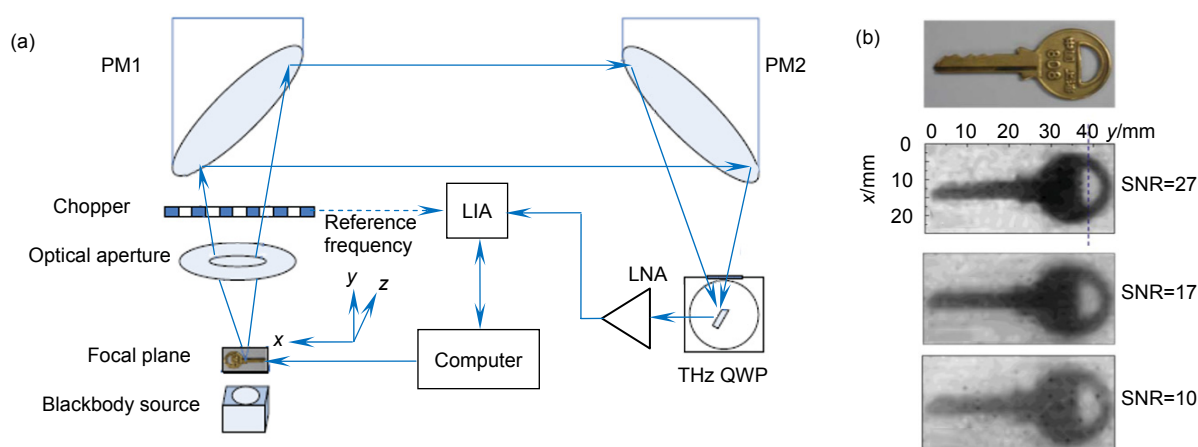 (a)
PM1
PM2
Chopper
LIA
Reference
frequency
Optical aperture
LNA
y
z
x
Focal plane
Computer
THz QWP
Blackbody source
(b)
808
0 10 20 30 40 y/mm
x/mm
0
10
20
SNR=27
SNR=17
SNR=10